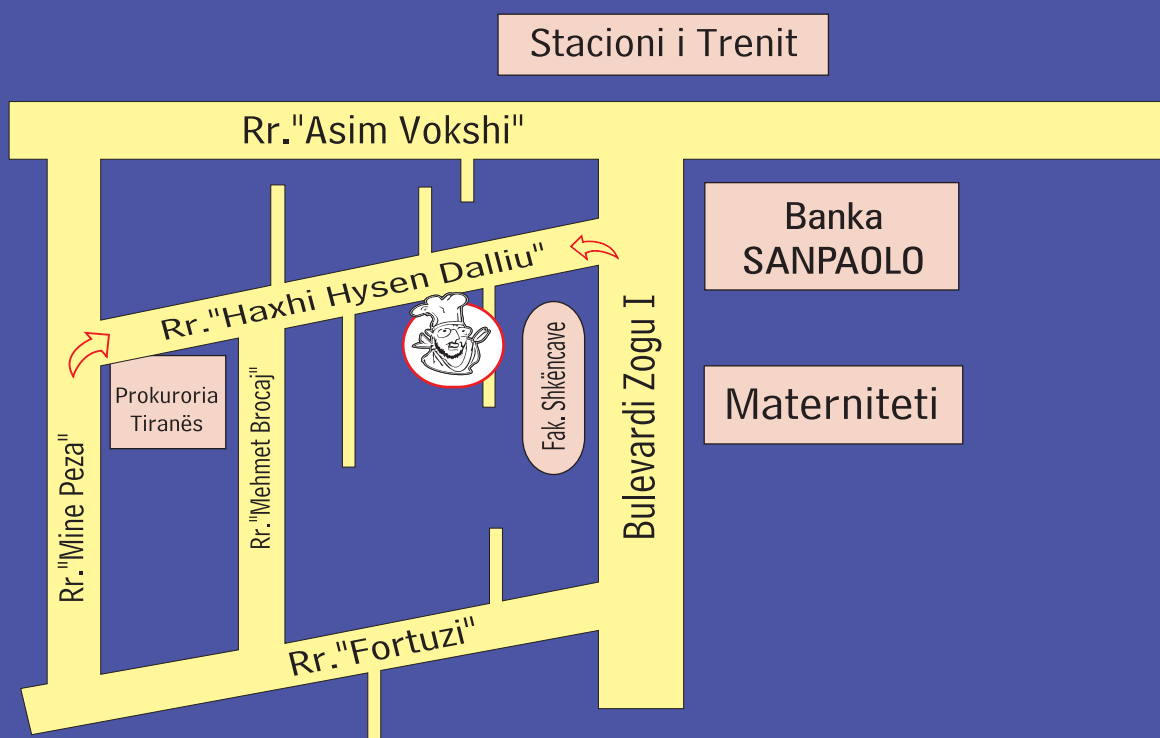 Stacioni i Trenit
Rr."Asim Vokshi"
Banka
SANPAOLO
Rr."Haxhi Hysen Dalliu"
Bulevardi Zogu I
Fak. Shkëncave
Prokuroria
Tiranës
Materniteti
Rr."Mehmet Brocaj"
Rr."Mine Peza"
Rr."Fortuzi"